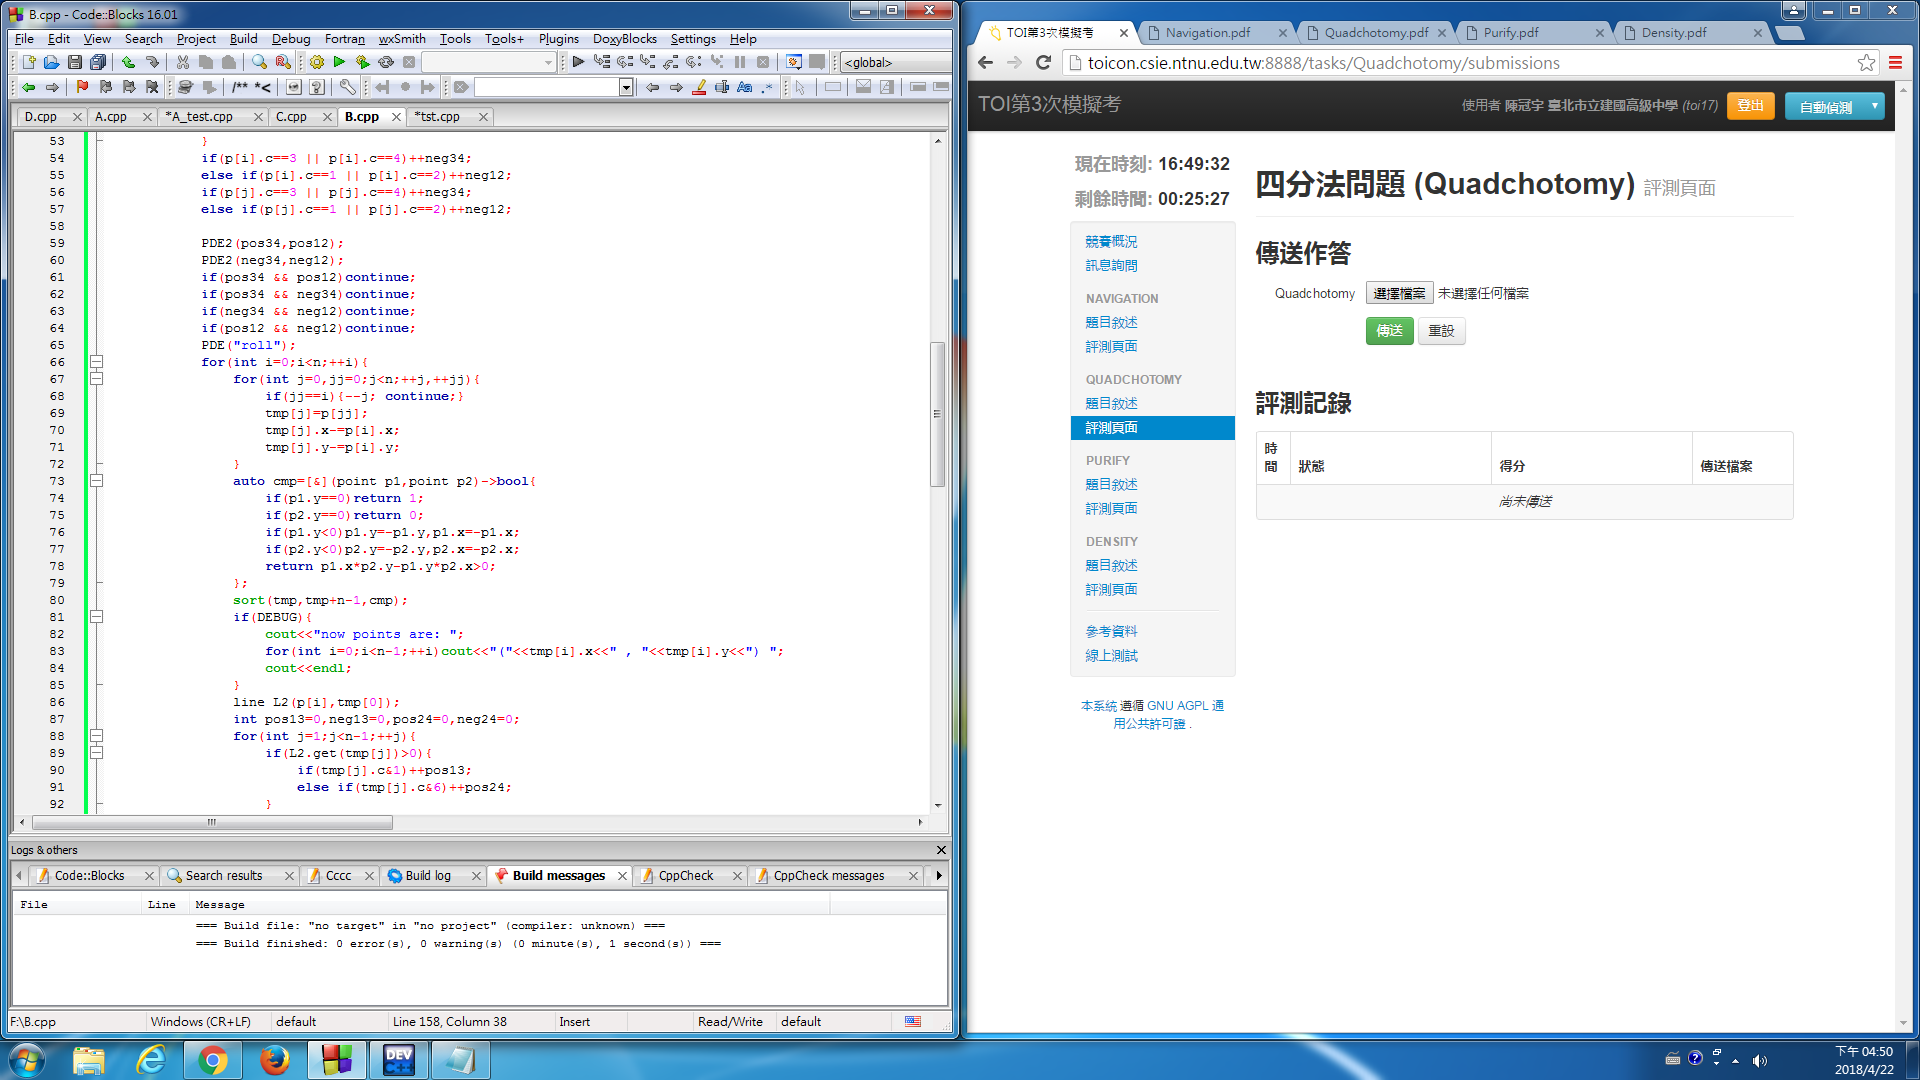 B.cpp - Code::Blocks 16.01
File Edit View Search Project Build Debug Fortran wxSmith Tools Tools+ Plugins DoxyBlocks Settings Help
<global>
/** *<
D.cpp A.cpp *A_test.cpp C.cpp B.cpp *tst.cpp
53 }
54 if(p[i].c==3 || p[i].c==4)++neg34;
55 else if(p[i].c==1 || p[i].c==2)++neg12;
56 if(p[j].c==3 || p[j].c==4)++neg34;
57 else if(p[j].c==1 || p[j].c==2)++neg12;
58
59 PDE2(pos34,pos12);
60 PDE2(neg34,neg12);
61 if(pos34 && pos12)continue;
62 if(pos34 && neg34)continue;
63 if(neg34 && neg12)continue;
64 if(pos12 && neg12)continue;
65 PDE("roll");
66 for(int i=0;i<n;++i){
67 for(int j=0,jj=0;j<n;++j,++jj){
68 if(jj==i){--j; continue;}
69 tmp[j]=p[jj];
70 tmp[j].x-=p[i].x;
71 tmp[j].y-=p[i].y;
72 }
73 auto cmp=[&](point p1,point p2)->bool{
74 if(p1.y==0)return 1;
75 if(p2.y==0)return 0;
76 if(p1.y<0)p1.y=-p1.y,p1.x=-p1.x;
77 if(p2.y<0)p2.y=-p2.y,p2.x=-p2.x;
78 return p1.x*p2.y-p1.y*p2.x>0;
79 };
80 sort(tmp,tmp+n-1,cmp);
81 if(DEBUG){
82 cout<<"now points are: ";
83 for(int i=0;i<n-1;++i)cout<<"("<<tmp[i].x<<" , "<<tmp[i].y<<") ";
84 cout<<endl;
85 }
86 line L2(p[i],tmp[0]);
87 int pos13=0,neg13=0,pos24=0,neg24=0;
88 for(int j=1;j<n-1;++j){
89 if(L2.get(tmp[j])>0){
90 if(tmp[j].c&1)++pos13;
91 else if(tmp[j].c&6)++pos24;
92 }
Logs & others
Code::Blocks Search results Cccc Build log Build messages CppCheck CppCheck messages
File Line Message
=== Build file: "no target" in "no project" (compiler: unknown) ===
=== Build finished: 0 error(s), 0 warning(s) (0 minute(s), 1 second(s)) ===
F:\B.cpp Windows (CR+LF) default Line 158, Column 38 Insert Read/Write default
TOI第3次模擬考 Navigation.pdf Quadchotomy.pdf Purify.pdf Density.pdf
toicon.csie.ntnu.edu.tw:8888/tasks/Quadchotomy/submissions
TOI第3次模擬考 使用者 陳冠宇 臺北市立建國高級中學 (toi17) 登出 自動偵測
現在時刻: 16:49:32
剩餘時間: 00:25:27
競賽概況
訊息詢問
NAVIGATION
題目敘述
評測頁面
QUADCHOTOMY
題目敘述
評測頁面
PURIFY
題目敘述
評測頁面
DENSITY
題目敘述
評測頁面
參考資料
線上測試
本系統 遵循 GNU AGPL 通
用公共許可證 .
四分法問題 (Quadchotomy) 評測頁面
傳送作答
Quadchotomy 選擇檔案 未選擇任何檔案
傳送 重設
評測記錄
時間 狀態 得分 傳送檔案
尚未傳送
DEV C++
下午 04:50
2018/4/22